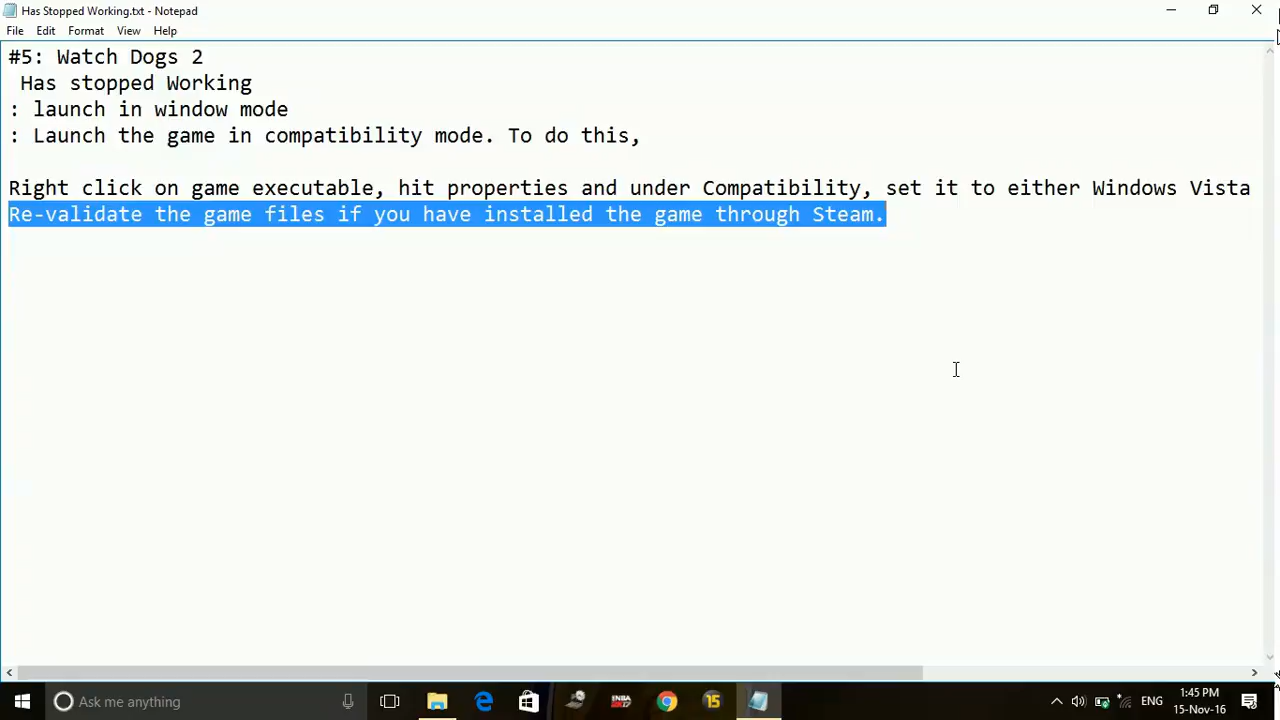 Has Stopped Working.txt - Notepad
File Edit Format View Help
#5: Watch Dogs 2
Has stopped Working
: launch in window mode
: Launch the game in compatibility mode. To do this,
Right click on game executable, hit properties and under Compatibility, set it to either Windows Vista
Re-validate the game files if you have installed the game through Steam.
Ask me anything
15
ENG
1:45 PM
15-Nov-16